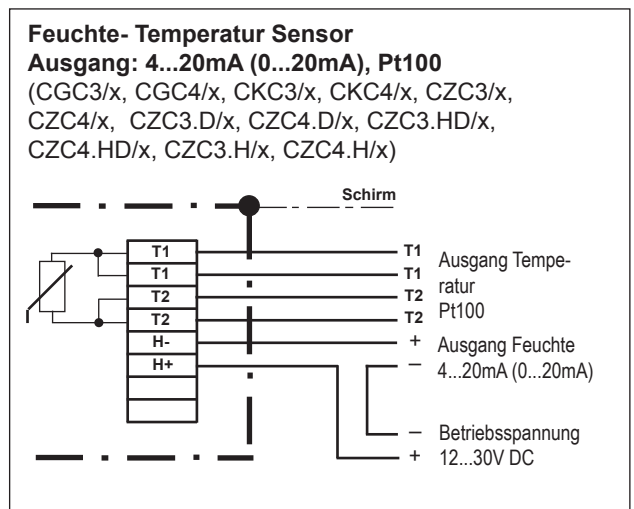 Feuchte- Temperatur Sensor
Ausgang: 4...20mA (0...20mA), Pt100
(CGC3/x, CGC4/x, CKC3/x, CKC4/x, CZC3/x,
CZC4/x, CZC3.D/x, CZC4.D/x, CZC3.HD/x,
CZC4.HD/x, CZC3.H/x, CZC4.H/x)
Schirm
T1
T1
T2
T2
H-
H+
T1
T1
T2
T2
+
–
–
+
Ausgang Tempe-
ratur
Pt100
Ausgang Feuchte
4...20mA (0...20mA)
Betriebsspannung
12...30V DC